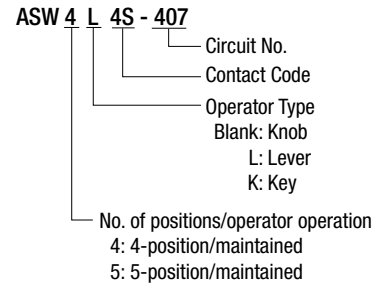 ASW 4 L 4S - 407
Circuit No.
Contact Code
Operator Type
Blank: Knob
L: Lever
K: Key
No. of positions/operator operation
4: 4-position/maintained
5: 5-position/maintained